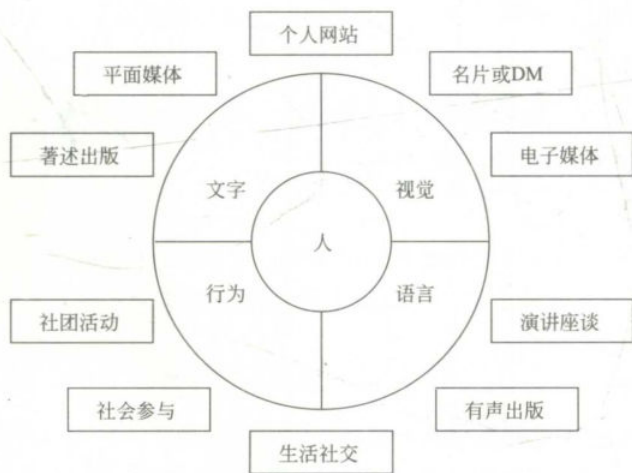 个人网站
平面媒体
名片或DM
著述出版
电子媒体
文字
视觉
人
行为
语言
社团活动
演讲座谈
社会参与
有声出版
生活社交